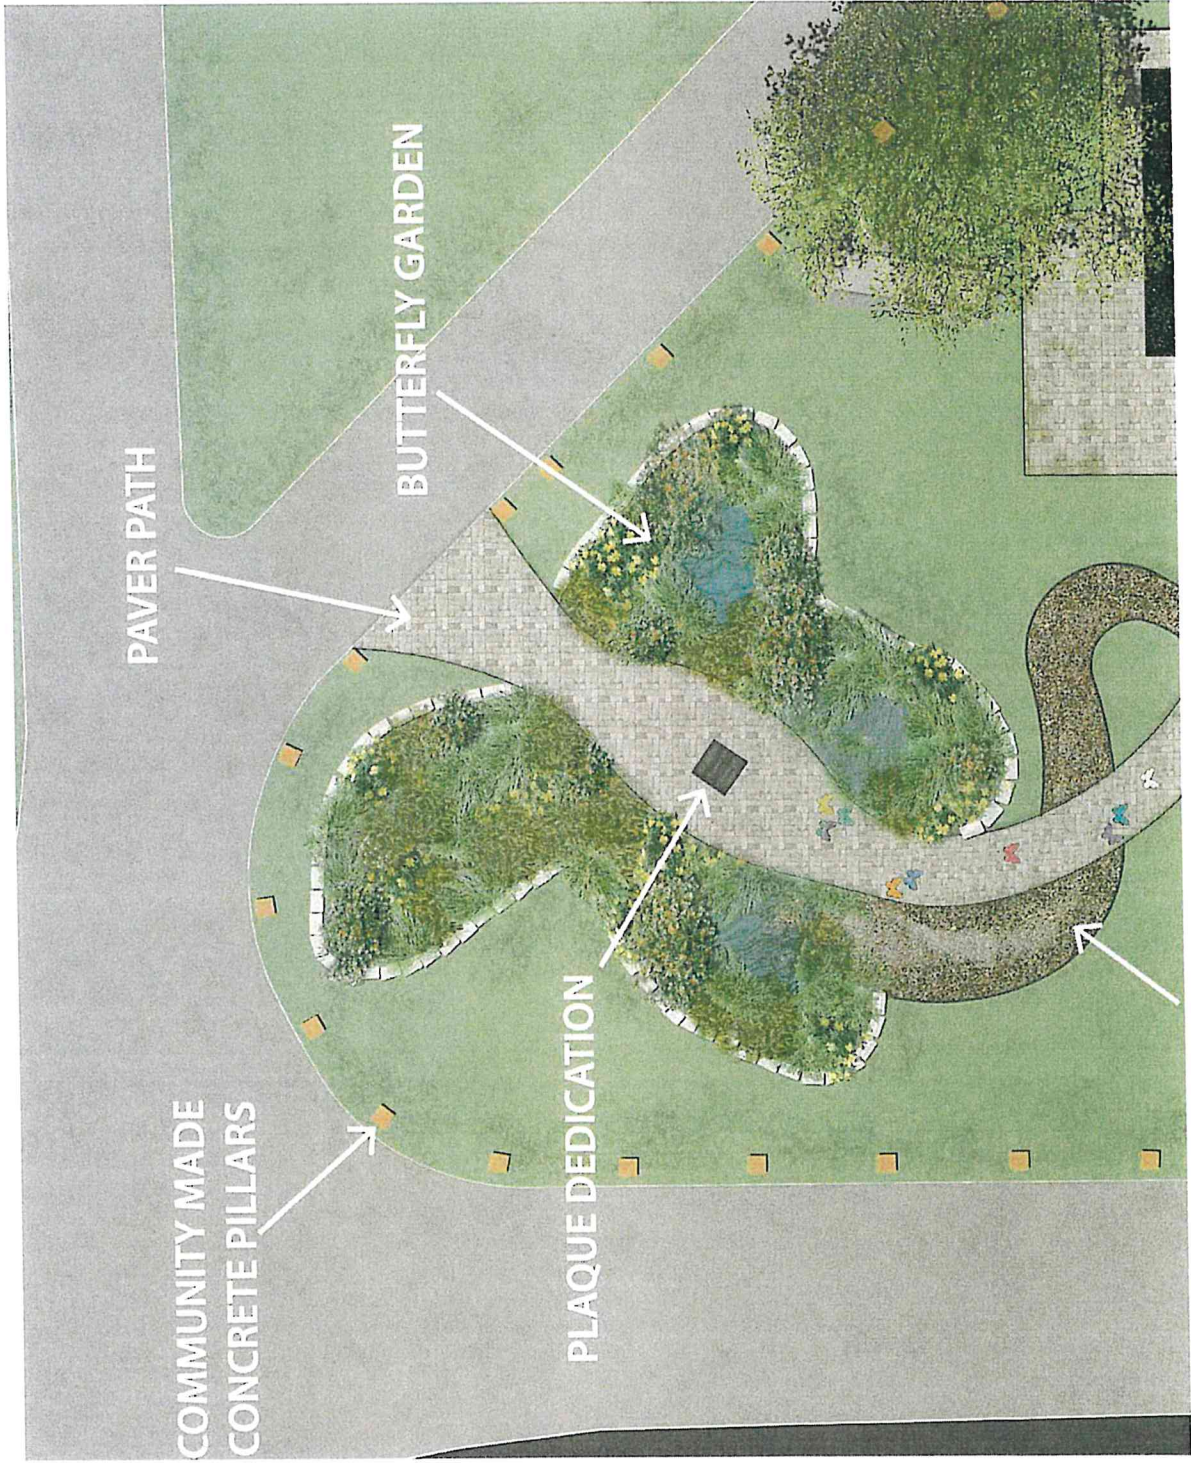 COMMUNITY MADE
CONCRETE PILLARS
PAVER PATH
BUTTERFLY GARDEN
PLAQUE DEDICATION